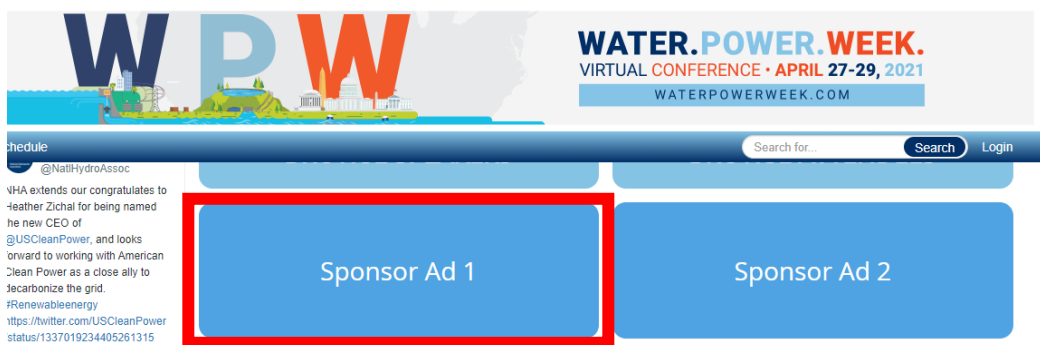 WPW
WATER.POWER.WEEK.
VIRTUAL CONFERENCE • APRIL 27-29, 2021
WATERPOWERWEEK.COM
chedule
Search for...
Search
Login
@NatlHydroAssoc
NHA extends our congratulates to
Heather Zichal for being named
he new CEO of
@USCleanPower, and looks
forward to working with American
Clean Power as a close ally to
decarbonize the grid.
#Renewableenergy
https://twitter.com/USCleanPower
/status/1337019234405261315
Sponsor Ad 1
Sponsor Ad 2